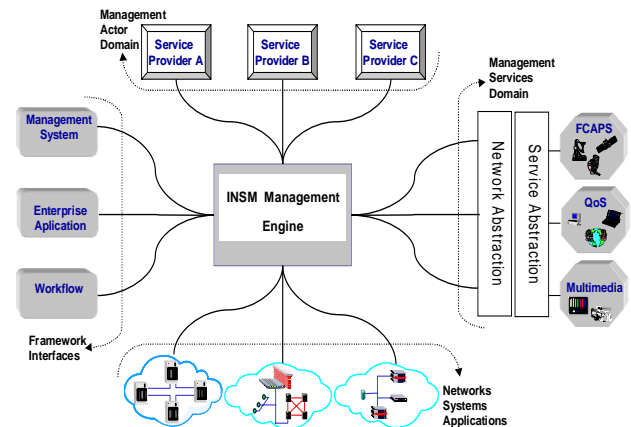 Management
Actor
Domain
Service
Provider A
Service
Provider B
Service
Provider C
Management
Services
Domain
Management
System
Enterprise
Aplication
Workflow
Framework
Interfaces
INSM Management
Engine
Network Abstraction
Service Abstraction
FCAPS
QoS
Multimedia
Networks
Systems
Applications